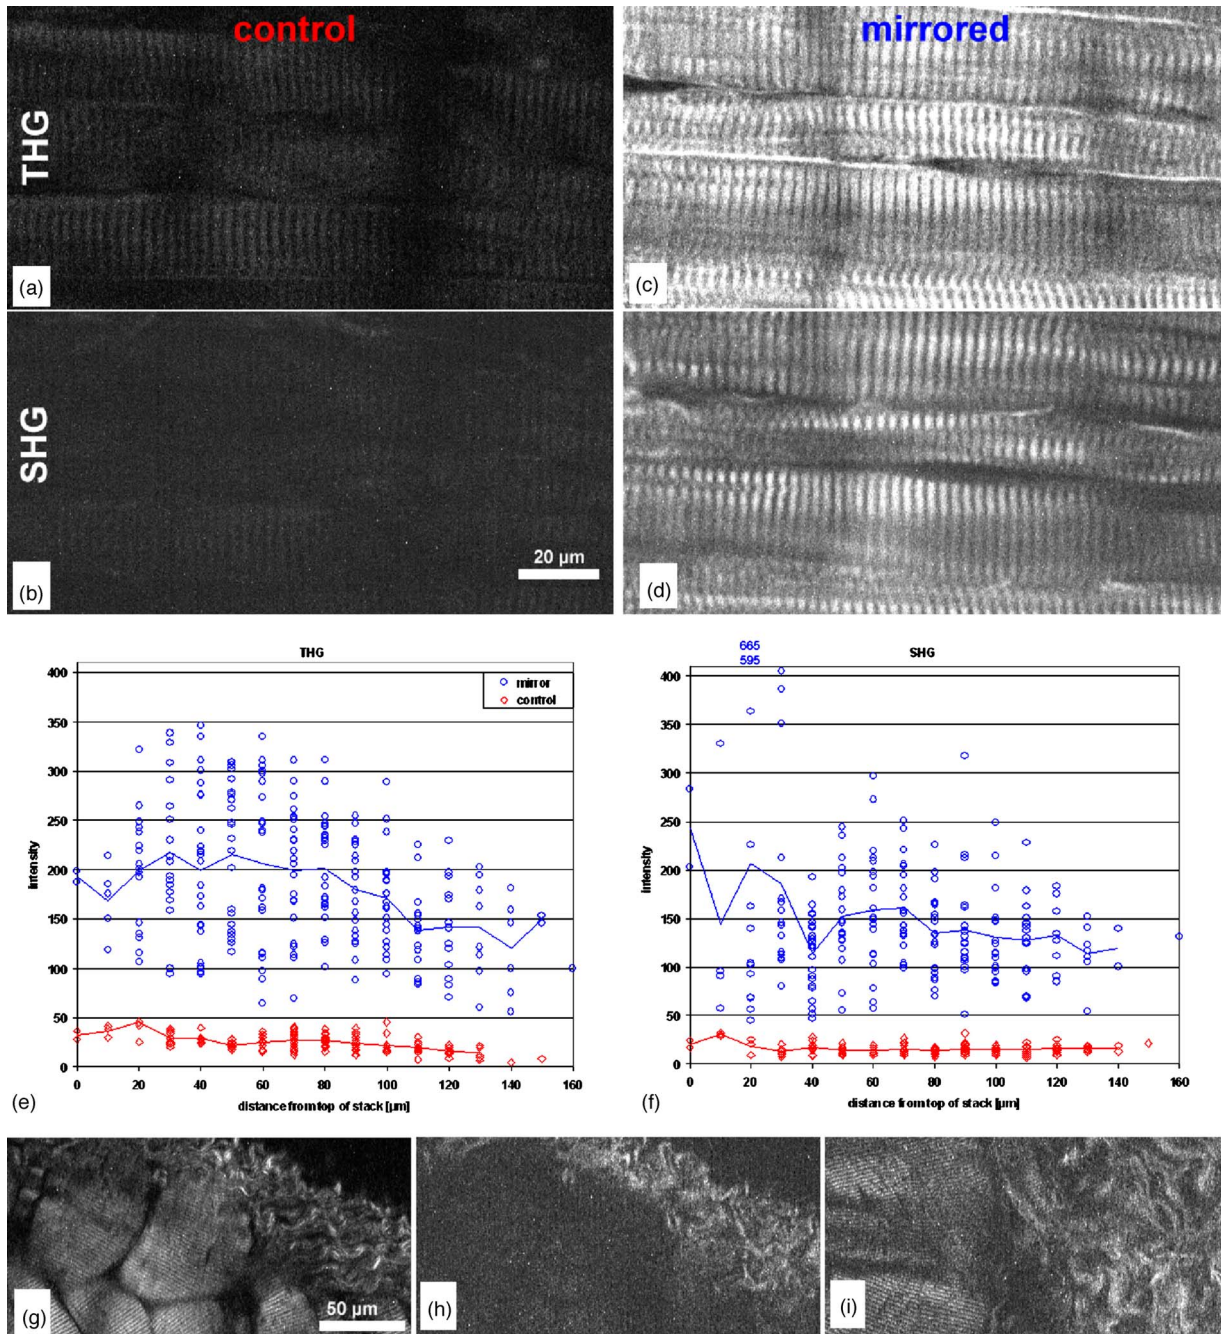 control
mirrored
THG
(a)
(c)
SHG
20 µm
(b)
(d)
THG
mirror
control
400
350
300
250
200
150
100
50
0
intensity
0 20 40 60 80 100 120 140 160
distance from top of stack [µm]
(e)
665
595
SHG
400
350
300
250
200
150
100
50
0
intensity
0 20 40 60 80 100 120 140 160
distance from top of stack [µm]
(f)
(g)
50 µm
(h)
(i)